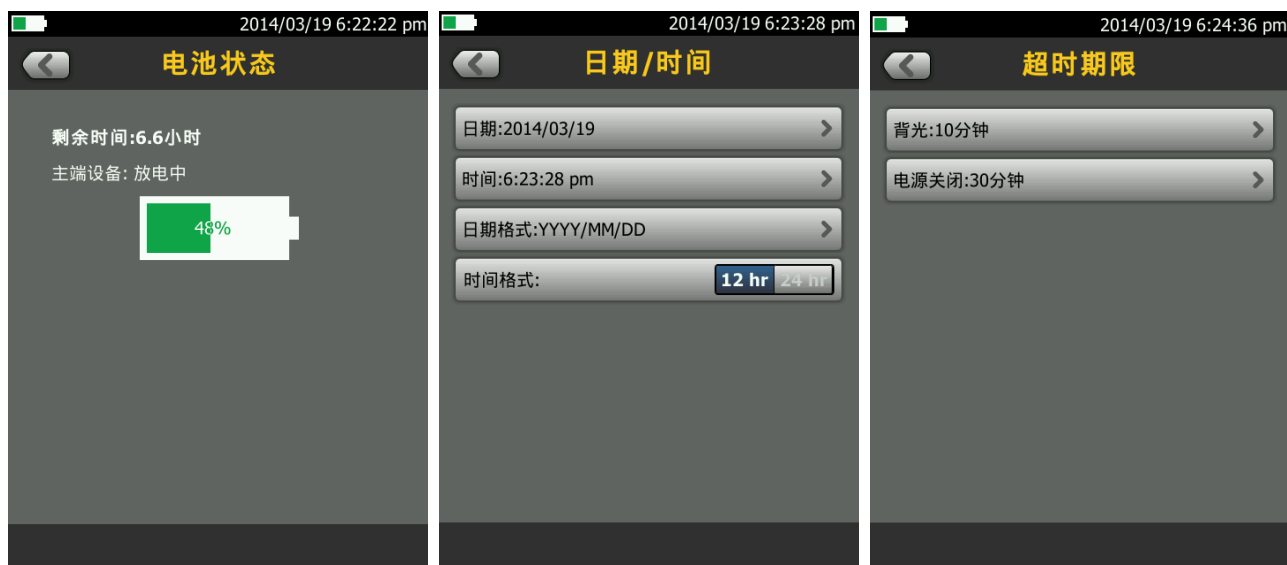 2014/03/19 6:22:22 pm
电池状态
剩余时间:6.6小时
主端设备: 放电中
48%
2014/03/19 6:23:28 pm
日期/时间
日期:2014/03/19
时间:6:23:28 pm
日期格式:YYYY/MM/DD
时间格式: 12 hr 24 hr
2014/03/19 6:24:36 pm
超时期限
背光:10分钟
电源关闭:30分钟